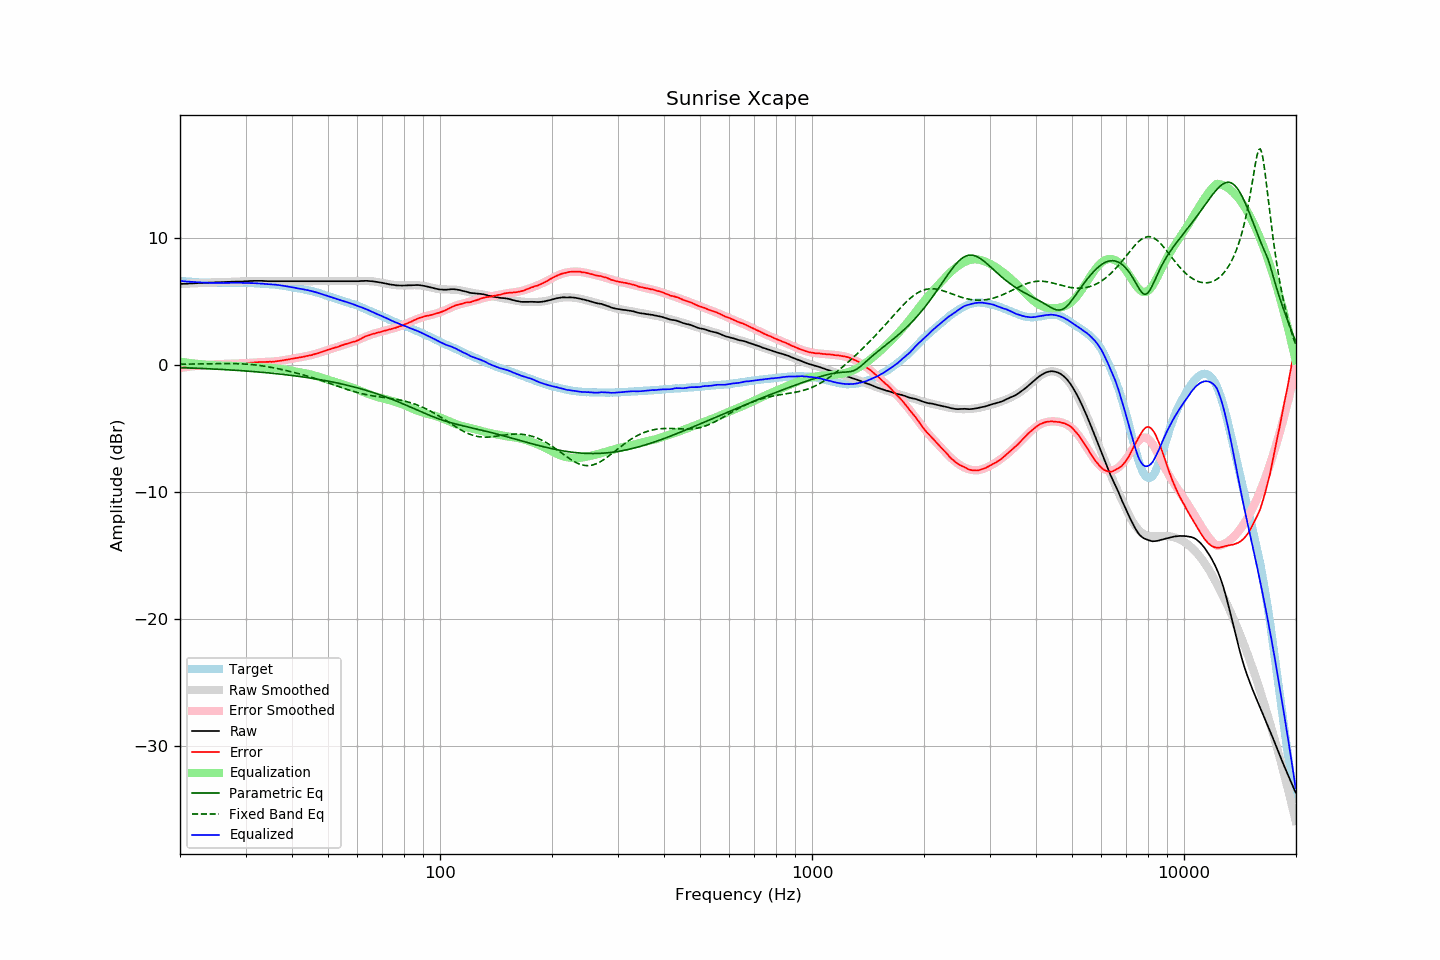 Sunrise Xcape
Amplitude (dBr)
10
0
−10
−20
−30
Target
Raw Smoothed
Error Smoothed
Raw
Error
Equalization
Parametric Eq
Fixed Band Eq
Equalized
100
1000
10000
Frequency (Hz)